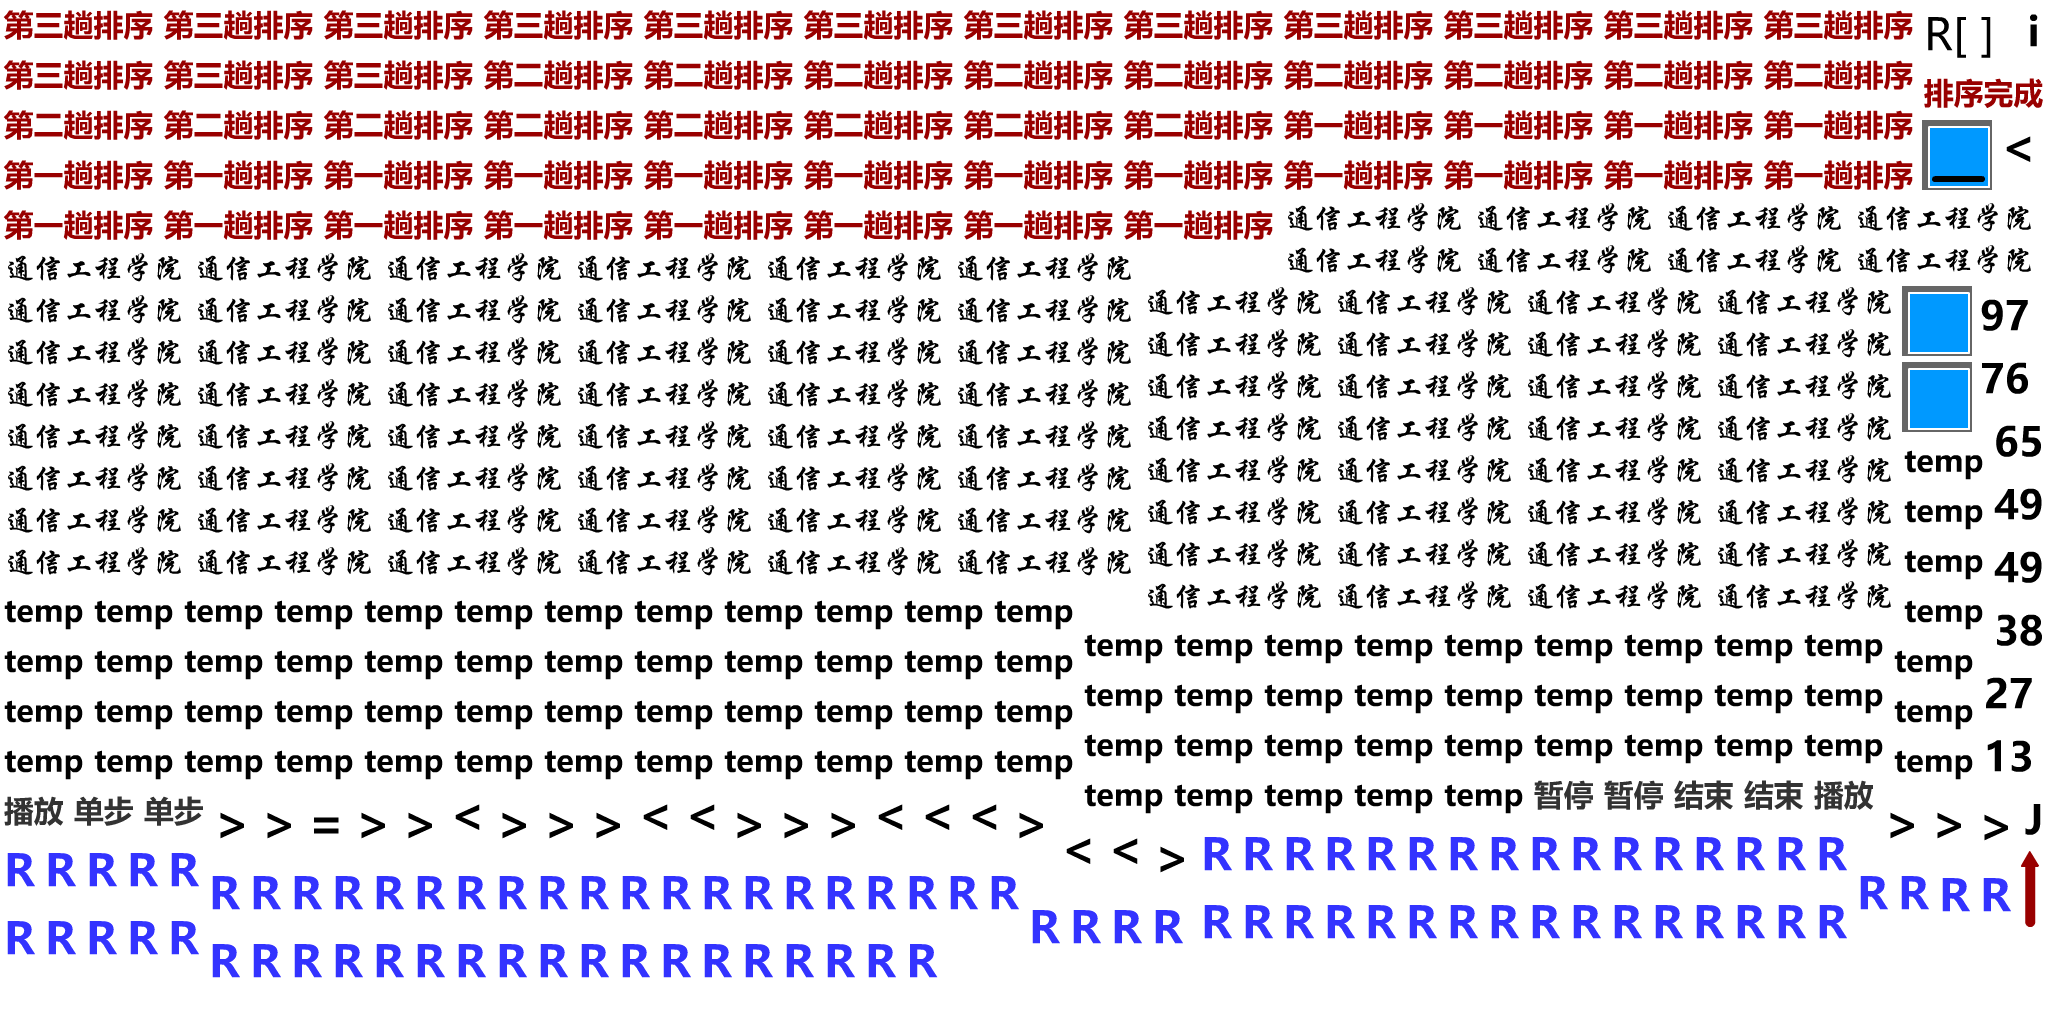 第三趟排序 第三趟排序 第三趟排序 第三趟排序 第三趟排序 第三趟排序 第三趟排序 第三趟排序 第三趟排序 第三趟排序 第三趟排序 第三趟排序 R[ ] i
第三趟排序 第三趟排序 第三趟排序 第二趟排序 第二趟排序 第二趟排序 第二趟排序 第二趟排序 第二趟排序 第二趟排序 第二趟排序 第二趟排序
排序完成
第二趟排序 第二趟排序 第二趟排序 第二趟排序 第二趟排序 第二趟排序 第二趟排序 第二趟排序 第一趟排序 第一趟排序 第一趟排序 第一趟排序
<
第一趟排序 第一趟排序 第一趟排序 第一趟排序 第一趟排序 第一趟排序 第一趟排序 第一趟排序 第一趟排序 第一趟排序 第一趟排序 第一趟排序
第一趟排序 第一趟排序 第一趟排序 第一趟排序 第一趟排序 第一趟排序 第一趟排序 第一趟排序 通信工程学院 通信工程学院 通信工程学院 通信工程学院
通信工程学院 通信工程学院 通信工程学院 通信工程学院 通信工程学院 通信工程学院 通信工程学院 通信工程学院 通信工程学院 通信工程学院
通信工程学院 通信工程学院 通信工程学院 通信工程学院 通信工程学院 通信工程学院 通信工程学院 通信工程学院 通信工程学院 通信工程学院 97
通信工程学院 通信工程学院 通信工程学院 通信工程学院 通信工程学院 通信工程学院 通信工程学院 通信工程学院 通信工程学院 通信工程学院
通信工程学院 通信工程学院 通信工程学院 通信工程学院 通信工程学院 通信工程学院 通信工程学院 通信工程学院 通信工程学院 通信工程学院 76
通信工程学院 通信工程学院 通信工程学院 通信工程学院 通信工程学院 通信工程学院 通信工程学院 通信工程学院 通信工程学院 通信工程学院 65
通信工程学院 通信工程学院 通信工程学院 通信工程学院 通信工程学院 通信工程学院 通信工程学院 通信工程学院 通信工程学院 通信工程学院 temp
通信工程学院 通信工程学院 通信工程学院 通信工程学院 通信工程学院 通信工程学院 通信工程学院 通信工程学院 通信工程学院 通信工程学院 temp 49
通信工程学院 通信工程学院 通信工程学院 通信工程学院 通信工程学院 通信工程学院 通信工程学院 通信工程学院 通信工程学院 通信工程学院 temp 49
通信工程学院 通信工程学院 通信工程学院 通信工程学院
temp temp temp temp temp temp temp temp temp temp temp temp temp 38
temp temp temp temp temp temp temp temp temp
temp temp temp temp temp temp temp temp temp temp temp temp temp
temp temp temp temp temp temp temp temp temp 27
temp temp temp temp temp temp temp temp temp temp temp temp temp
temp temp temp temp temp temp temp temp temp
temp temp temp temp temp temp temp temp temp temp temp temp temp 13
temp temp temp temp temp 暂停 暂停 结束 结束 播放
播放 单步 单步 > > = > > < > > > < < > > > < < < > > > > J
< < > R R R R R R R R R R R R R R R R
R R R R R R R R R R R R R R R R R R R R R R R R R R R R R
R R R R R R R R R R R R R R R R R R R R
R R R R R R R R R R R R R R R R R R R R R R R